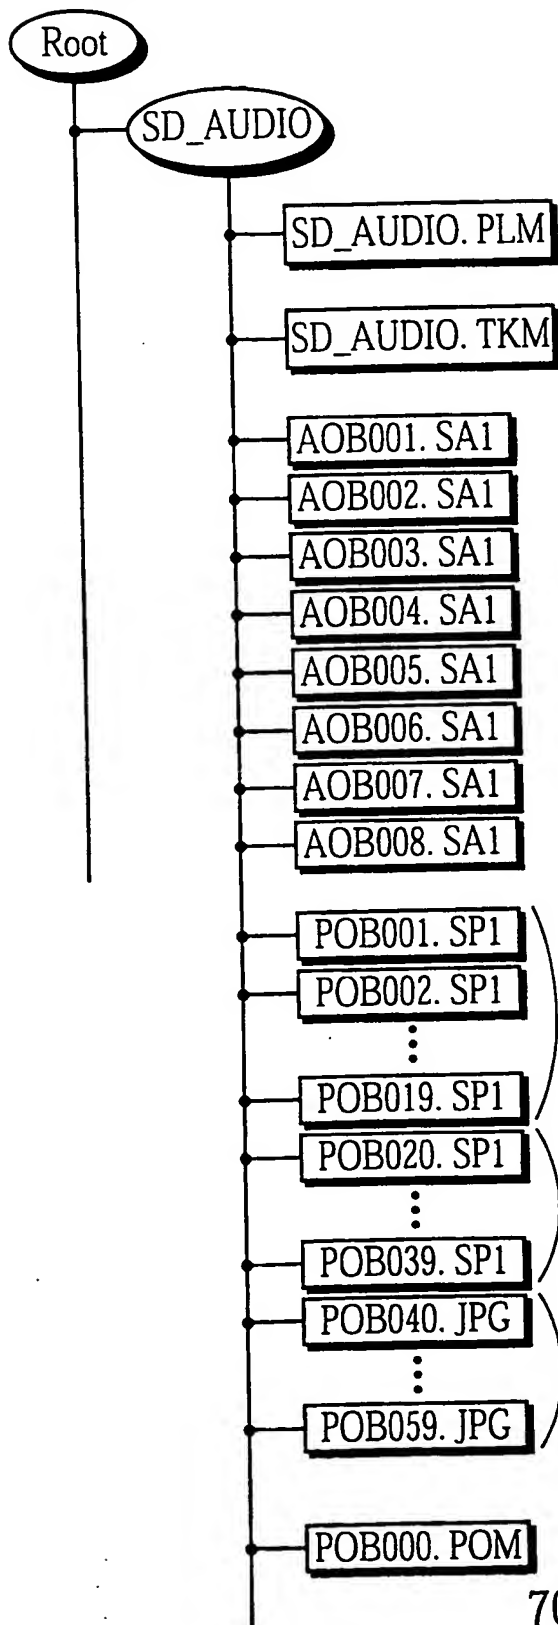 Root
SD_AUDIO
SD_AUDIO. PLM
SD_AUDIO. TKM
AOB001. SA1
AOB002. SA1
AOB003. SA1
AOB004. SA1
AOB005. SA1
AOB006. SA1
AOB007. SA1
AOB008. SA1
POB001. SP1
POB002. SP1
POB019. SP1
POB020. SP1
POB039. SP1
POB040. JPG
POB059. JPG
POB000. POM